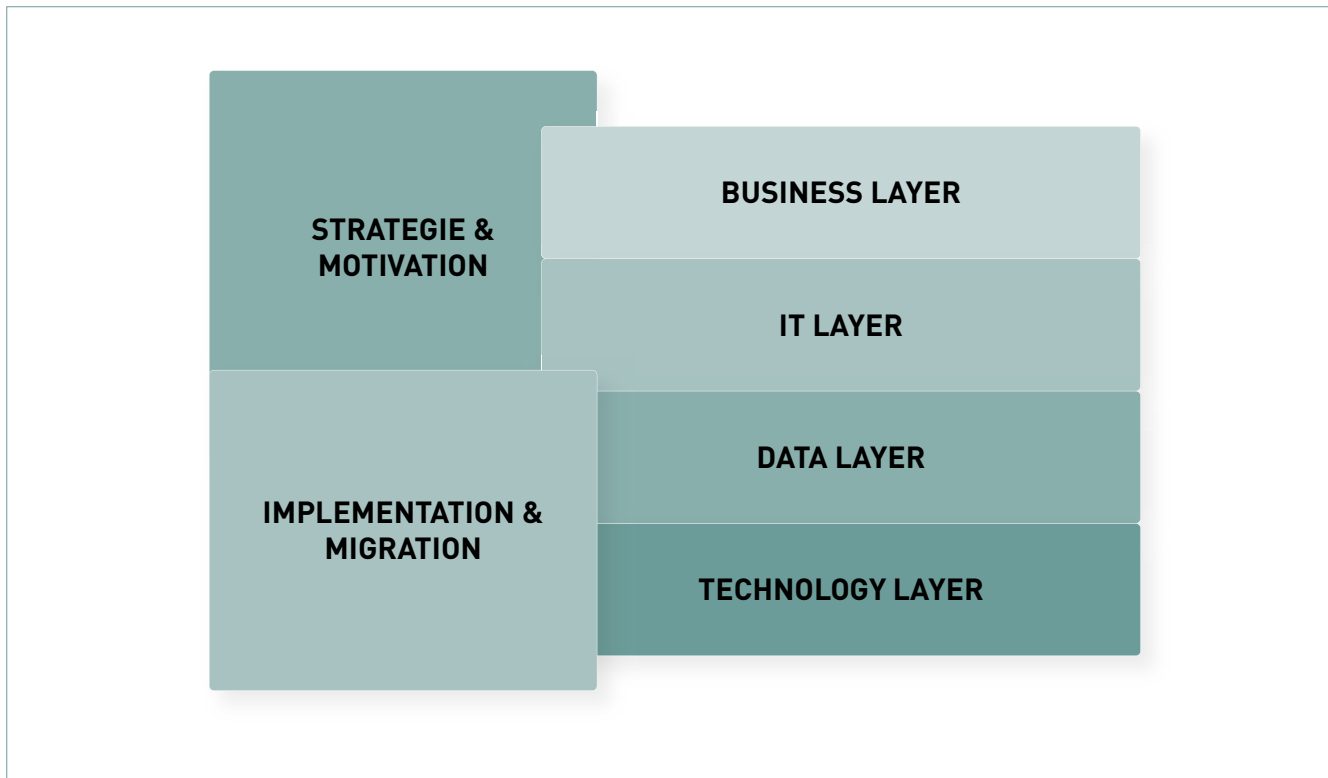 STRATEGIE &
MOTIVATION
BUSINESS LAYER
IT LAYER
IMPLEMENTATION &
MIGRATION
DATA LAYER
TECHNOLOGY LAYER